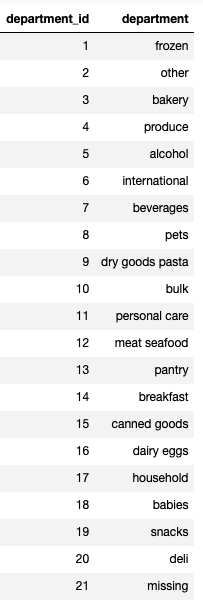 department_id department
1 frozen
2 other
3 bakery
4 produce
5 alcohol
6 international
7 beverages
8 pets
9 dry goods pasta
10 bulk
11 personal care
12 meat seafood
13 pantry
14 breakfast
15 canned goods
16 dairy eggs
17 household
18 babies
19 snacks
20 deli
21 missing